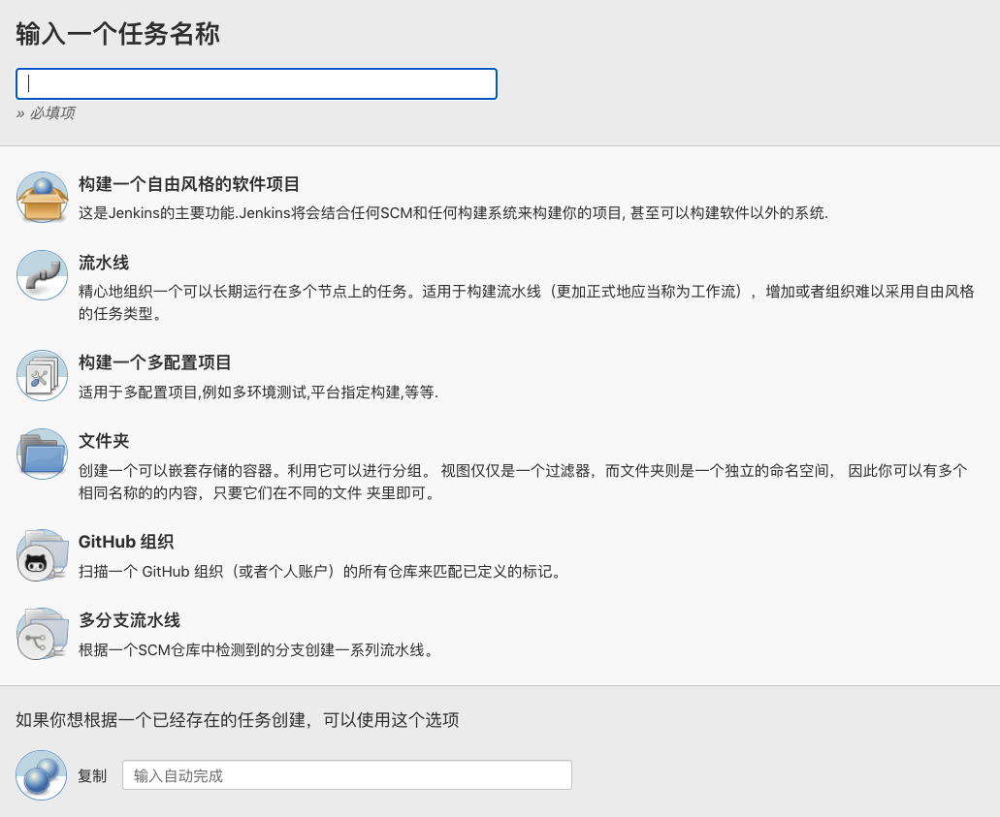 输入一个任务名称
» 必填项
构建一个自由风格的软件项目
这是Jenkins的主要功能.Jenkins将会结合任何SCM和任何构建系统来构建你的项目, 甚至可以构建软件以外的系统.
流水线
精心地组织一个可以长期运行在多个节点上的任务。适用于构建流水线（更加正式地应当称为工作流），增加或者组织难以采用自由风格
的任务类型。
构建一个多配置项目
适用于多配置项目,例如多环境测试,平台指定构建,等等.
文件夹
创建一个可以嵌套存储的容器。利用它可以进行分组。 视图仅仅是一个过滤器，而文件夹则是一个独立的命名空间， 因此你可以有多个
相同名称的的内容，只要它们在不同的文件 夹里即可。
GitHub 组织
扫描一个 GitHub 组织（或者个人账户）的所有仓库来匹配已定义的标记。
多分支流水线
根据一个SCM仓库中检测到的分支创建一系列流水线。
如果你想根据一个已经存在的任务创建，可以使用这个选项
复制 输入自动完成